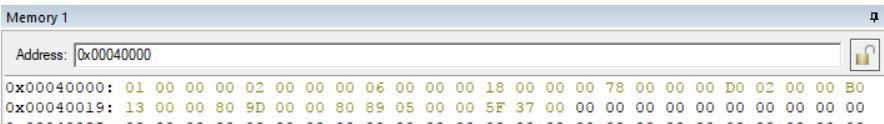 Memory 1
Address: 0x00040000
0x00040000: 01 00 00 00 02 00 00 00 06 00 00 00 18 00 00 00 78 00 00 00 D0 02 00 00 B0
0x00040019: 13 00 00 80 9D 00 00 80 89 05 00 00 5F 37 00 00 00 00 00 00 00 00 00 00 00